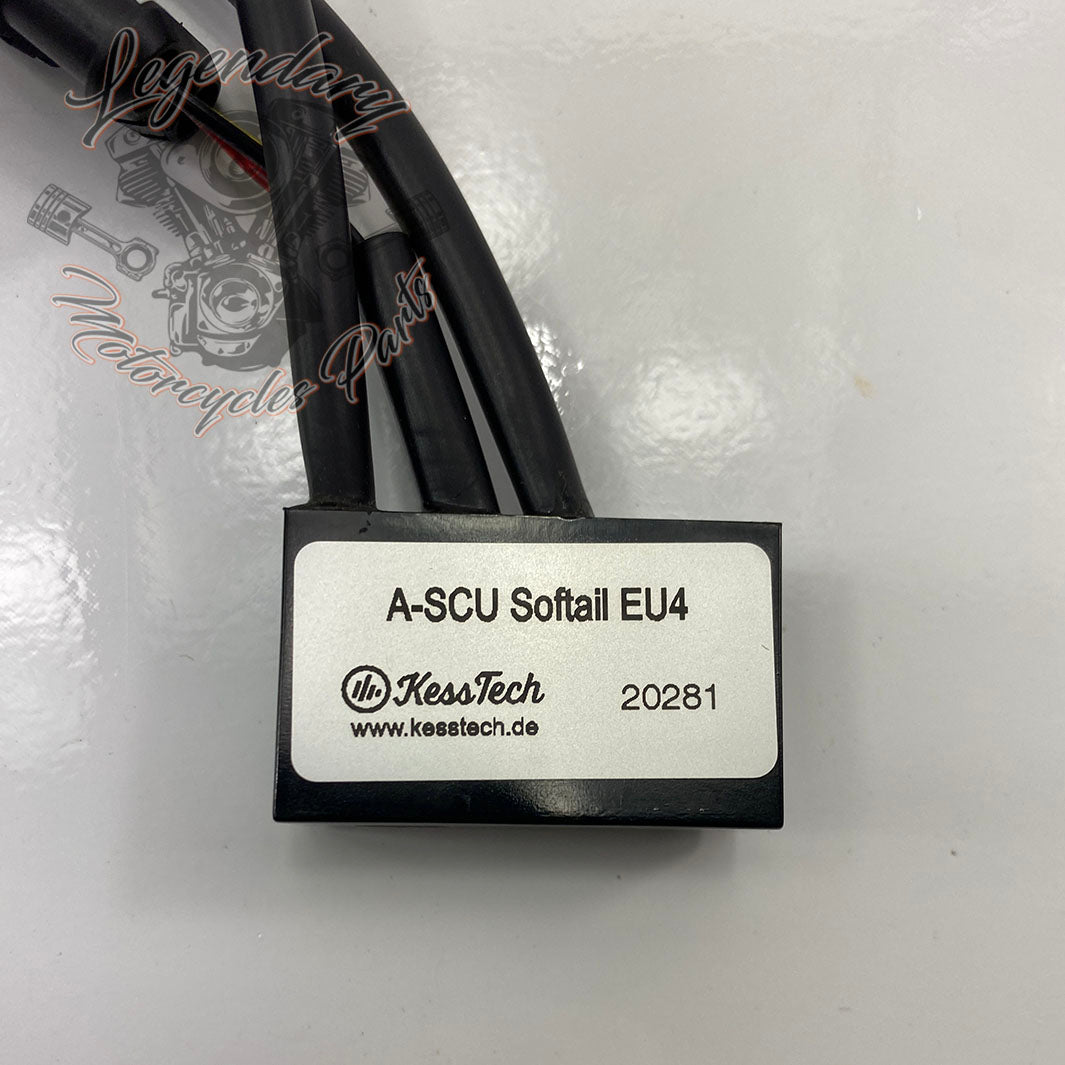 Legendary
Motorcycles Parts
A-SCU Softail EU4
KessTech 20281
www.kesstech.de